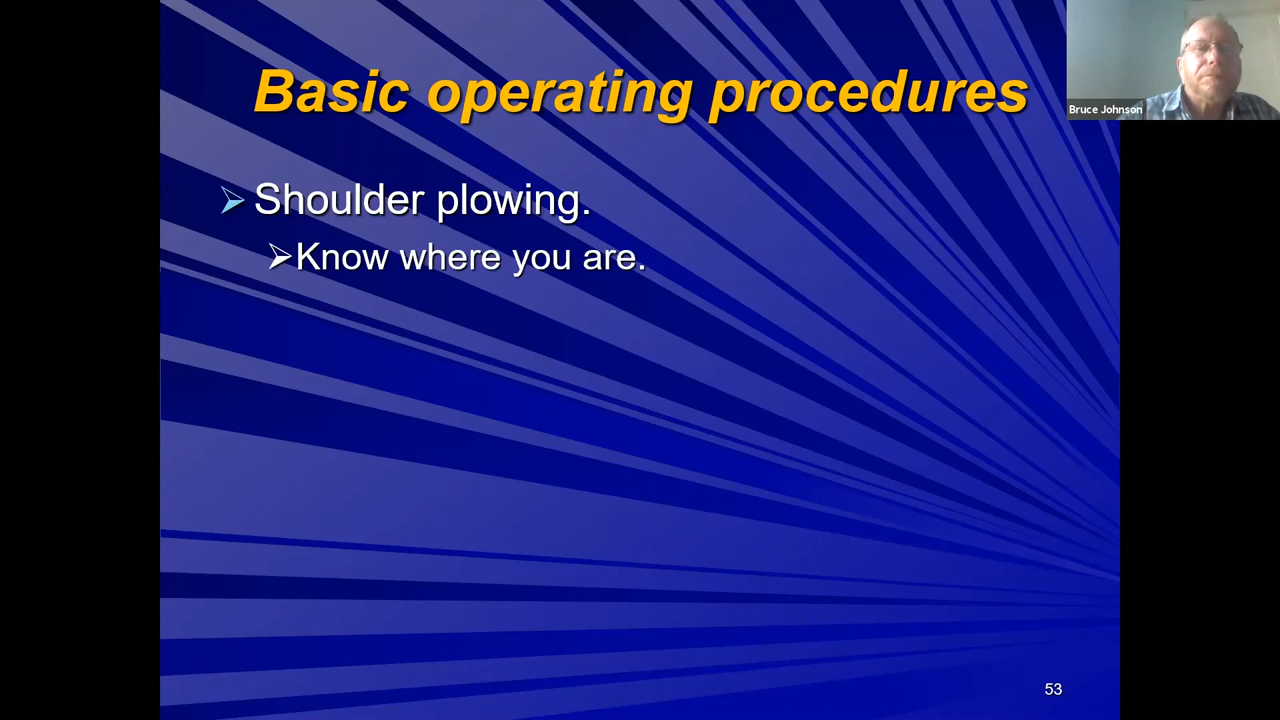 Basic operating procedures
Bruce Johnson
Shoulder plowing.
Know where you are.
53